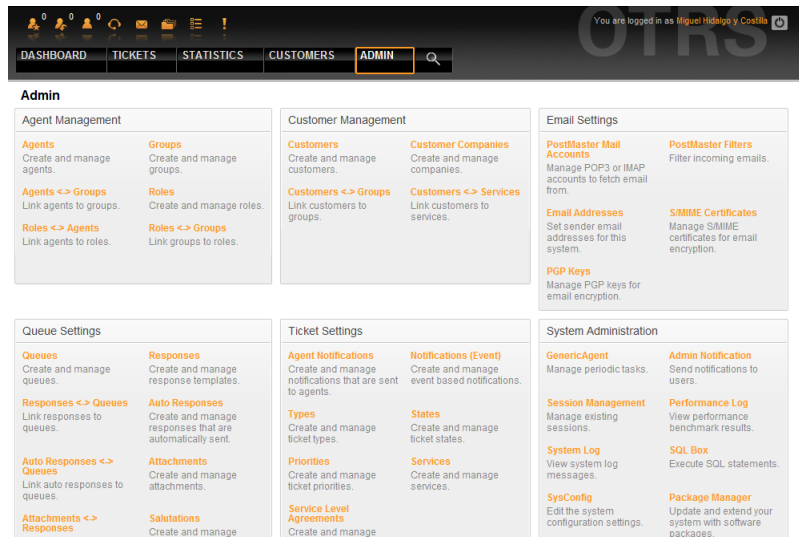 0 0 0
You are logged in as Miguel Hidalgo y Costilla
OTRS
DASHBOARD TICKETS STATISTICS CUSTOMERS ADMIN
Admin
Agent Management
Agents
Create and manage
agents.
Groups
Create and manage
groups.
Agents <-> Groups
Link agents to groups.
Roles
Create and manage roles.
Roles <-> Agents
Link agents to roles.
Roles <-> Groups
Link groups to roles.
Customer Management
Customers
Create and manage
customers.
Customer Companies
Create and manage
companies.
Customers <-> Groups
Link customers to
groups.
Customers <-> Services
Link customers to
services.
Email Settings
PostMaster Mail
Accounts
Manage POP3 or IMAP
accounts to fetch email
from.
PostMaster Filters
Filter incoming emails.
Email Addresses
Set sender email
addresses for this
system.
S/MIME Certificates
Manage S/MIME
certificates for email
encryption.
PGP Keys
Manage PGP keys for
email encryption.
Queue Settings
Queues
Create and manage
queues.
Responses
Create and manage
response templates.
Responses <-> Queues
Link responses to
queues.
Auto Responses
Create and manage
responses that are
automatically sent.
Auto Responses <->
Queues
Link auto responses to
queues.
Attachments
Create and manage
attachments.
Attachments <->
Responses
Salutations
Create and manage
Ticket Settings
Agent Notifications
Create and manage
notifications that are sent
to agents.
Notifications (Event)
Create and manage
event based notifications.
Types
Create and manage
ticket types.
States
Create and manage
ticket states.
Priorities
Create and manage
ticket priorities.
Services
Create and manage
services.
Service Level
Agreements
Create and manage
System Administration
GenericAgent
Manage periodic tasks.
Admin Notification
Send notifications to
users.
Session Management
Manage existing
sessions.
Performance Log
View performance
benchmark results.
System Log
View system log
messages.
SQL Box
Execute SQL statements.
SysConfig
Edit the system
configuration settings.
Package Manager
Update and extend your
system with software
packages.